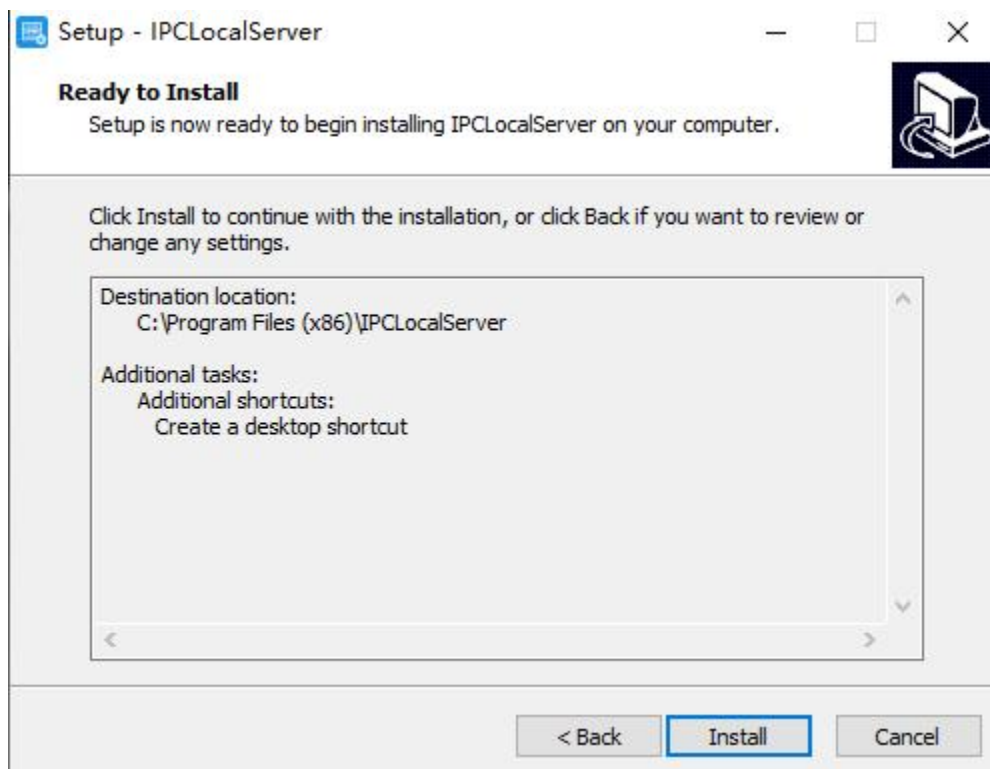 Setup - IPCLocalServer
Ready to Install
Setup is now ready to begin installing IPCLocalServer on your computer.
Click Install to continue with the installation, or click Back if you want to review or
change any settings.
Destination location:
C:\Program Files (x86)\IPCLocalServer
Additional tasks:
Additional shortcuts:
Create a desktop shortcut
< Back
Install
Cancel